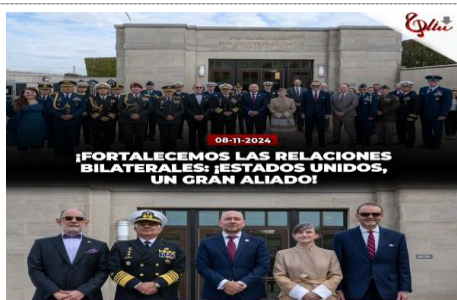 08-11-2024
¡FORTALECEMOS LAS RELACIONES
BILATERALES: ¡ESTADOS UNIDOS,
UN GRAN ALIADO!